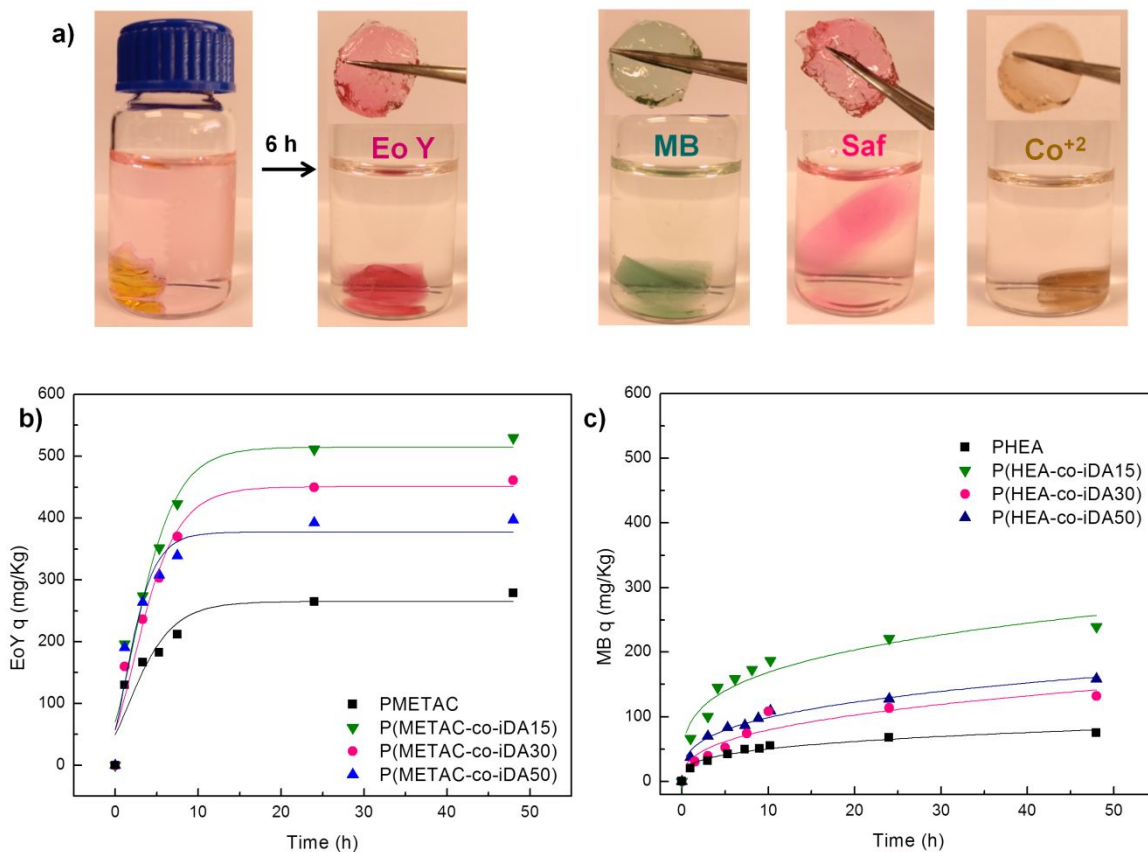 a)
6 h
Eo Y
MB
Saf
Co+2
b)
600
500
400
300
200
100
0
EoY q (mg/Kg)
0 10 20 30 40 50
Time (h)
PMETAC
P(METAC-co-iDA15)
P(METAC-co-iDA30)
P(METAC-co-iDA50)
c)
600
500
400
300
200
100
0
MB q (mg/Kg)
0 10 20 30 40 50
Time (h)
PHEA
P(HEA-co-iDA15)
P(HEA-co-iDA30)
P(HEA-co-iDA50)